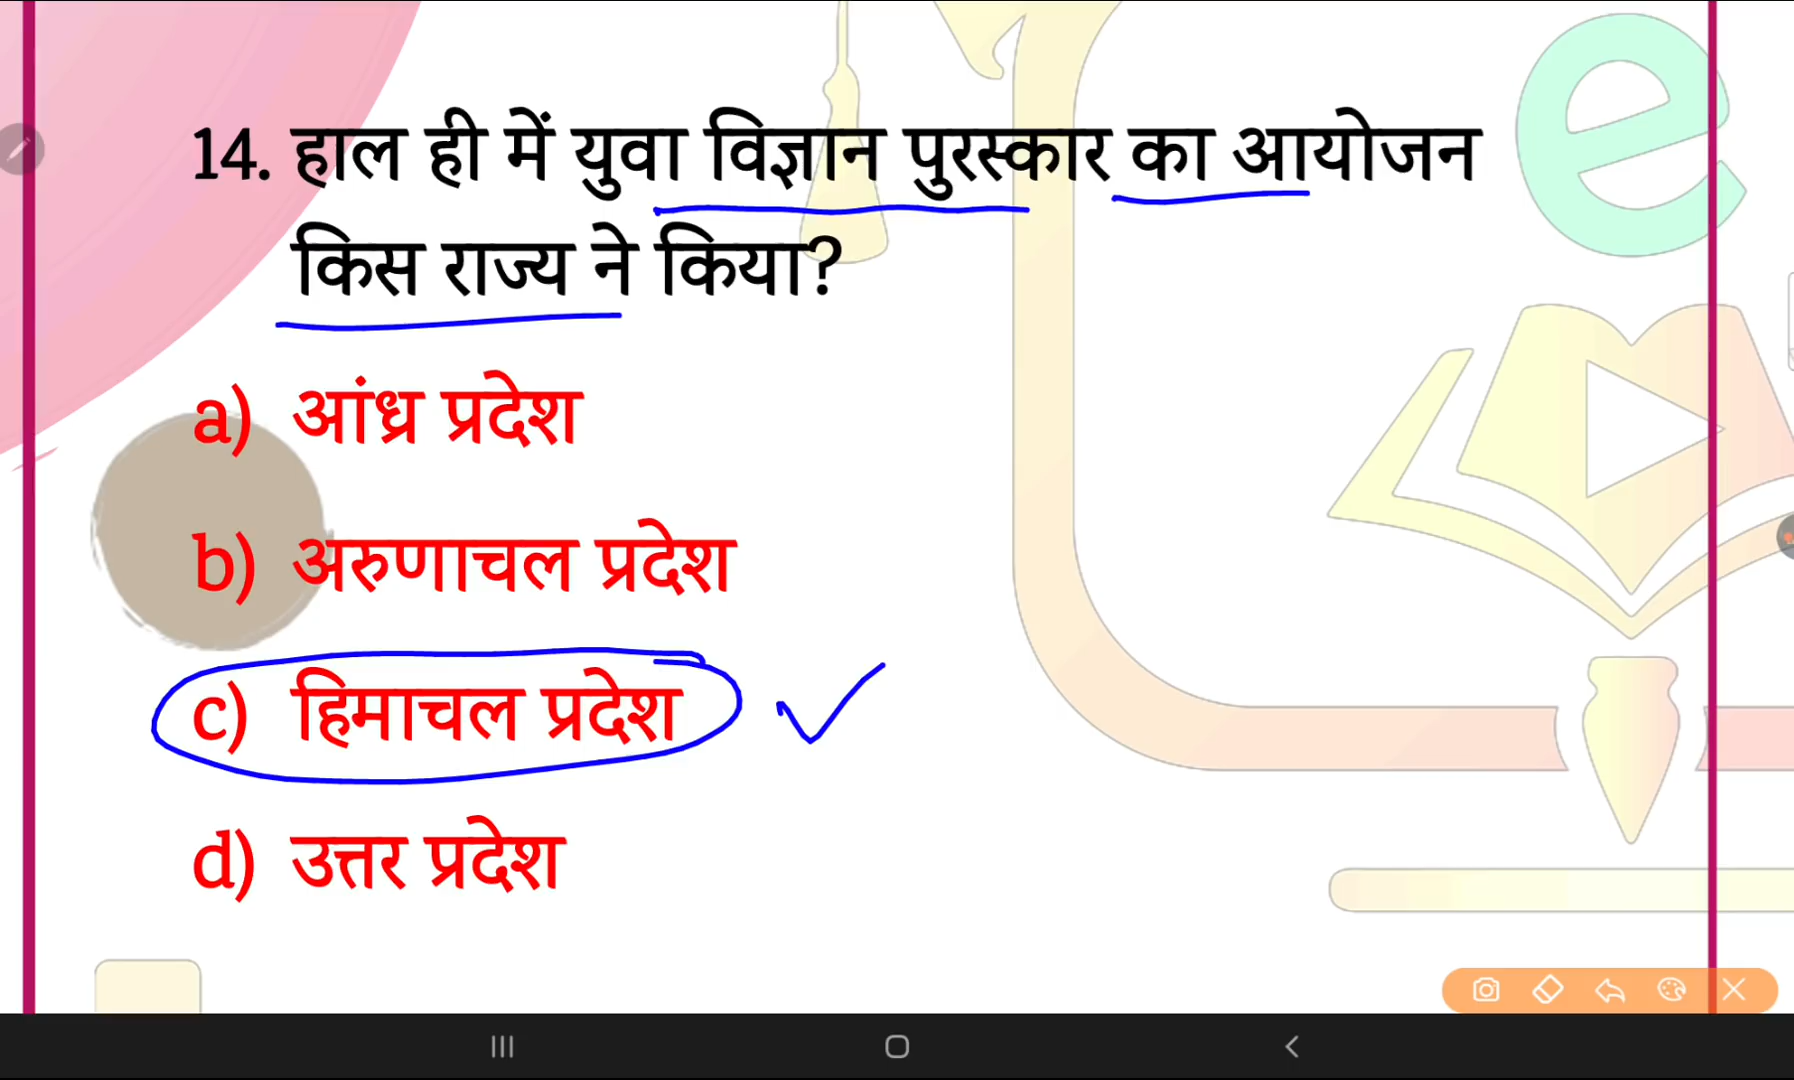 14. हाल ही में युवा विज्ञान पुरस्कार का आयोजन
किस राज्य ने किया?
a) आंध्र प्रदेश
b) अरुणाचल प्रदेश
c) हिमाचल प्रदेश
d) उत्तर प्रदेश